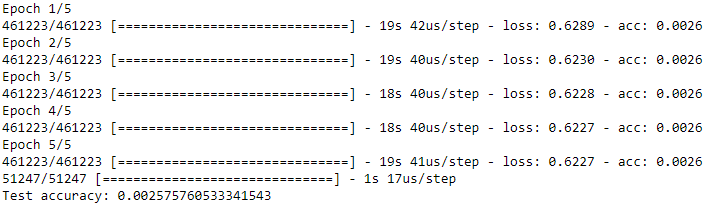 Epoch 1/5
461223/461223 [==============================] - 19s 42us/step - loss: 0.6289 - acc: 0.0026
Epoch 2/5
461223/461223 [==============================] - 19s 40us/step - loss: 0.6230 - acc: 0.0026
Epoch 3/5
461223/461223 [==============================] - 18s 40us/step - loss: 0.6228 - acc: 0.0026
Epoch 4/5
461223/461223 [==============================] - 18s 40us/step - loss: 0.6227 - acc: 0.0026
Epoch 5/5
461223/461223 [==============================] - 19s 41us/step - loss: 0.6227 - acc: 0.0026
51247/51247 [==============================] - 1s 17us/step
Test accuracy: 0.002575760533341543